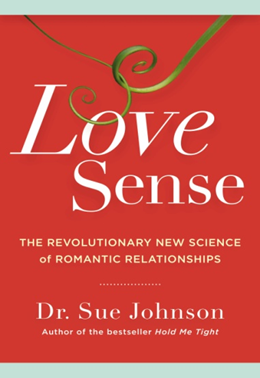 Love
Sense
THE REVOLUTIONARY NEW SCIENCE
of ROMANTIC RELATIONSHIPS
Dr. Sue Johnson
Author of the bestseller Hold Me Tight